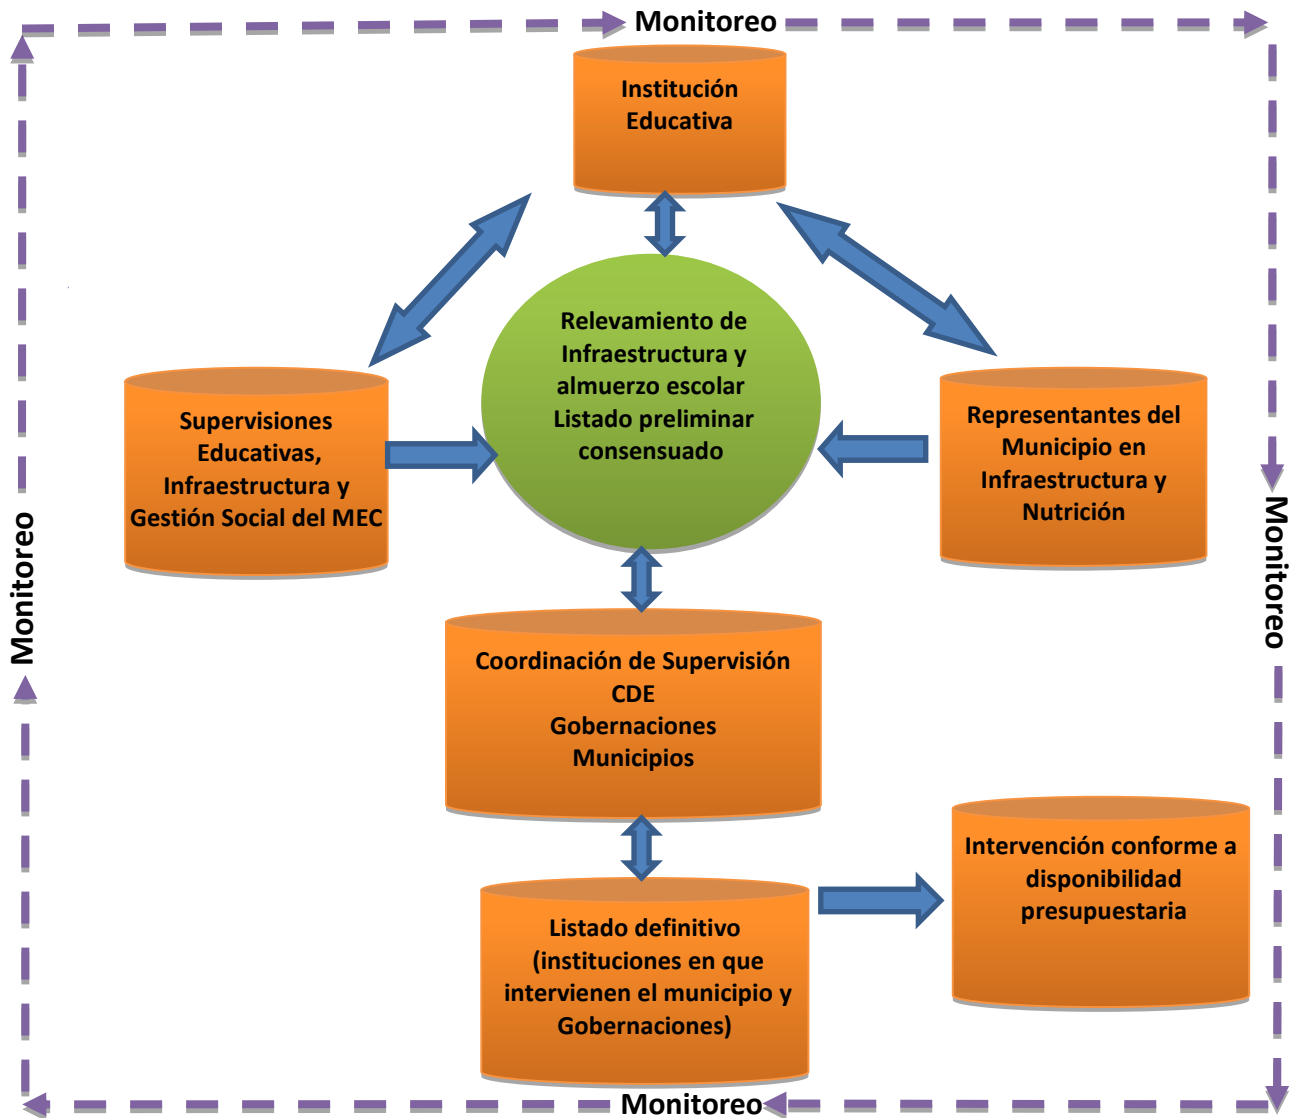 Monitoreo
Institución
Educativa
Relevamiento de
Infraestructura y
almuerzo escolar
Listado preliminar
consensuado
Supervisiones
Educativas,
Infraestructura y
Gestión Social del MEC
Representantes del
Municipio en
Infraestructura y
Nutrición
Monitoreo
Monitoreo
Coordinación de Supervisión
CDE
Gobernaciones
Municipios
Intervención conforme a
disponibilidad
presupuestaria
Listado definitivo
(instituciones en que
intervienen el municipio y
Gobernaciones)
Monitoreo